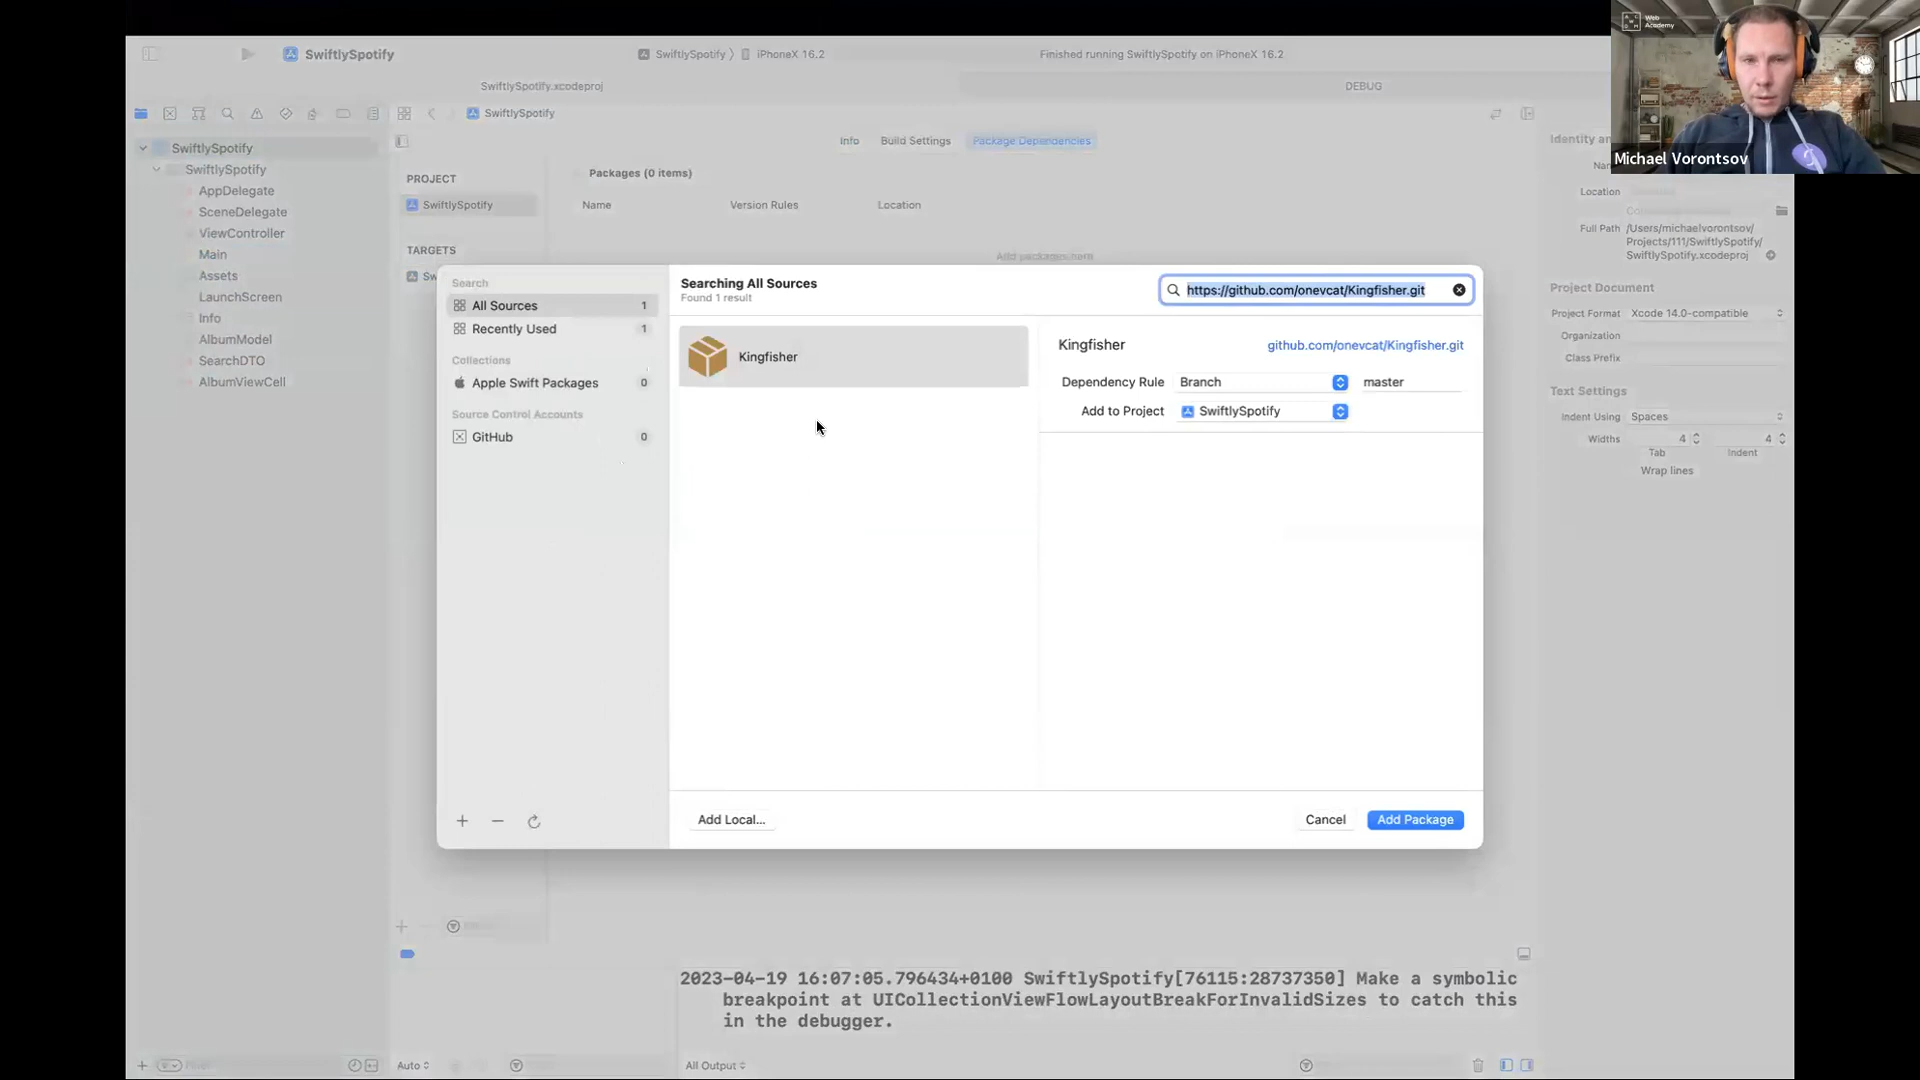 SwiftlySpotify
SwiftlySpotify
iPhoneX 16.2
Finished running SwiftlySpotify on iPhoneX 16.2
Web
Academy
Michael Vorontsov
SwiftlySpotify.xcodeproj
DEBUG
SwiftlySpotify
SwiftlySpotify
SwiftlySpotify
AppDelegate
SceneDelegate
ViewController
Main
Assets
LaunchScreen
Info
AlbumModel
SearchDTO
AlbumViewCell
Info
Build Settings
Package Dependencies
PROJECT
SwiftlySpotify
TARGETS
Sw
Packages (0 items)
Name
Version Rules
Location
Add packages here
Search
All Sources 1
Recently Used 1
Collections
Apple Swift Packages 0
Source Control Accounts
GitHub 0
Searching All Sources
Found 1 result
https://github.com/onevcat/Kingfisher.git
Kingfisher
Kingfisher
github.com/onevcat/Kingfisher.git
Dependency Rule Branch master
Add to Project SwiftlySpotify
Add Local...
Cancel
Add Package
Identity an
Location
Full Path /Users/michaelvorontsov/
Projects/111/SwiftlySpotify/
SwiftlySpotify.xcodeproj
Project Document
Project Format Xcode 14.0-compatible
Organization
Class Prefix
Text Settings
Indent Using Spaces
Widths 4 4
Tab Indent
Wrap lines
2023-04-19 16:07:05.796434+0100 SwiftlySpotify[76115:28737350] Make a symbolic
breakpoint at UICollectionViewFlowLayoutBreakForInvalidSizes to catch this
in the debugger.
Auto
All Output